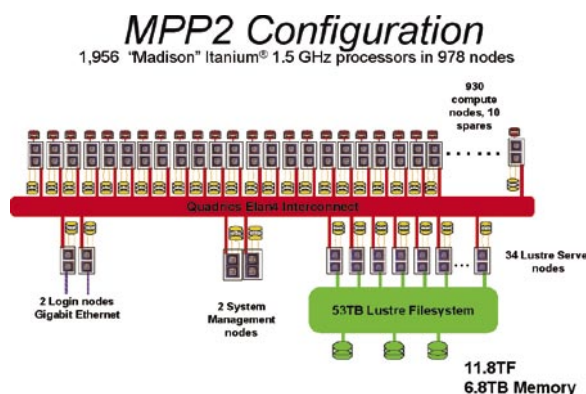 MPP2 Configuration
1,956 "Madison" Itanium® 1.5 GHz processors in 978 nodes
930
compute
nodes, 10
spares
Quadrics Elan4 Interconnect
2 Login nodes
Gigabit Ethernet
2 System
Management
nodes
34 Lustre Serve
nodes
53TB Lustre Filesystem
11.8TF
6.8TB Memory